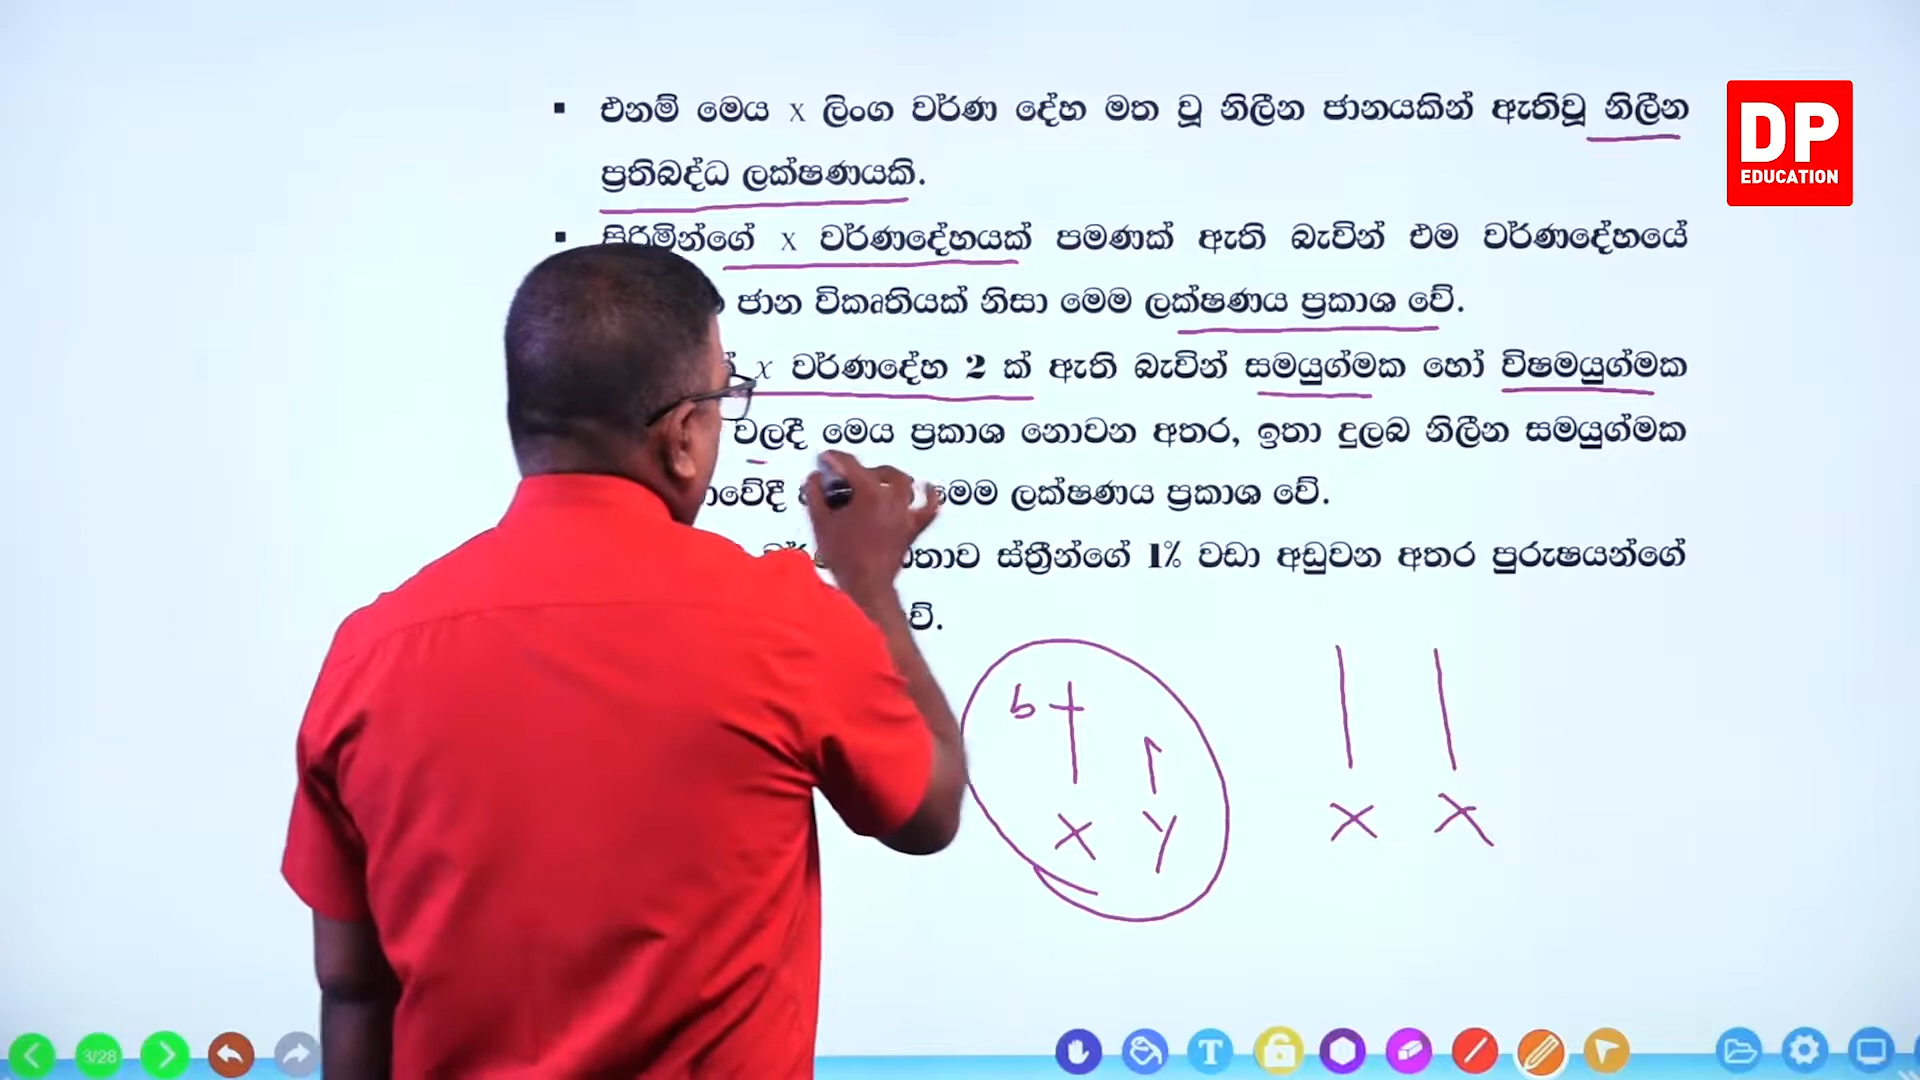 එනම් මෙය x ලිංග වර්ණ දේහ මත වූ නිලීන ජානයකින් ඇතිවූ නිලීන
ප්‍රතිබද්ධ ලක්ෂණයකි.
පිරිමින්ගේ x වර්ණදේහයක් පමණක් ඇති බැවින් එම වර්ණදේහයේ
ජාන විකෘතියක් නිසා මෙම ලක්ෂණය ප්‍රකාශ වේ.
x වර්ණදේහ 2 ක් ඇති බැවින් සමයුග්මක හෝ විෂමයුග්මක
වලදී මෙය ප්‍රකාශ නොවන අතර, ඉතා දුලබ නිලීන සමයුග්මක
මෙම ලක්ෂණය ප්‍රකාශ වේ.
ස්ත්‍රීන්ගේ 1% වඩා අඩුවන අතර පුරුෂයන්ගේ
b
X Y X X
DP
EDUCATION
3/28
T